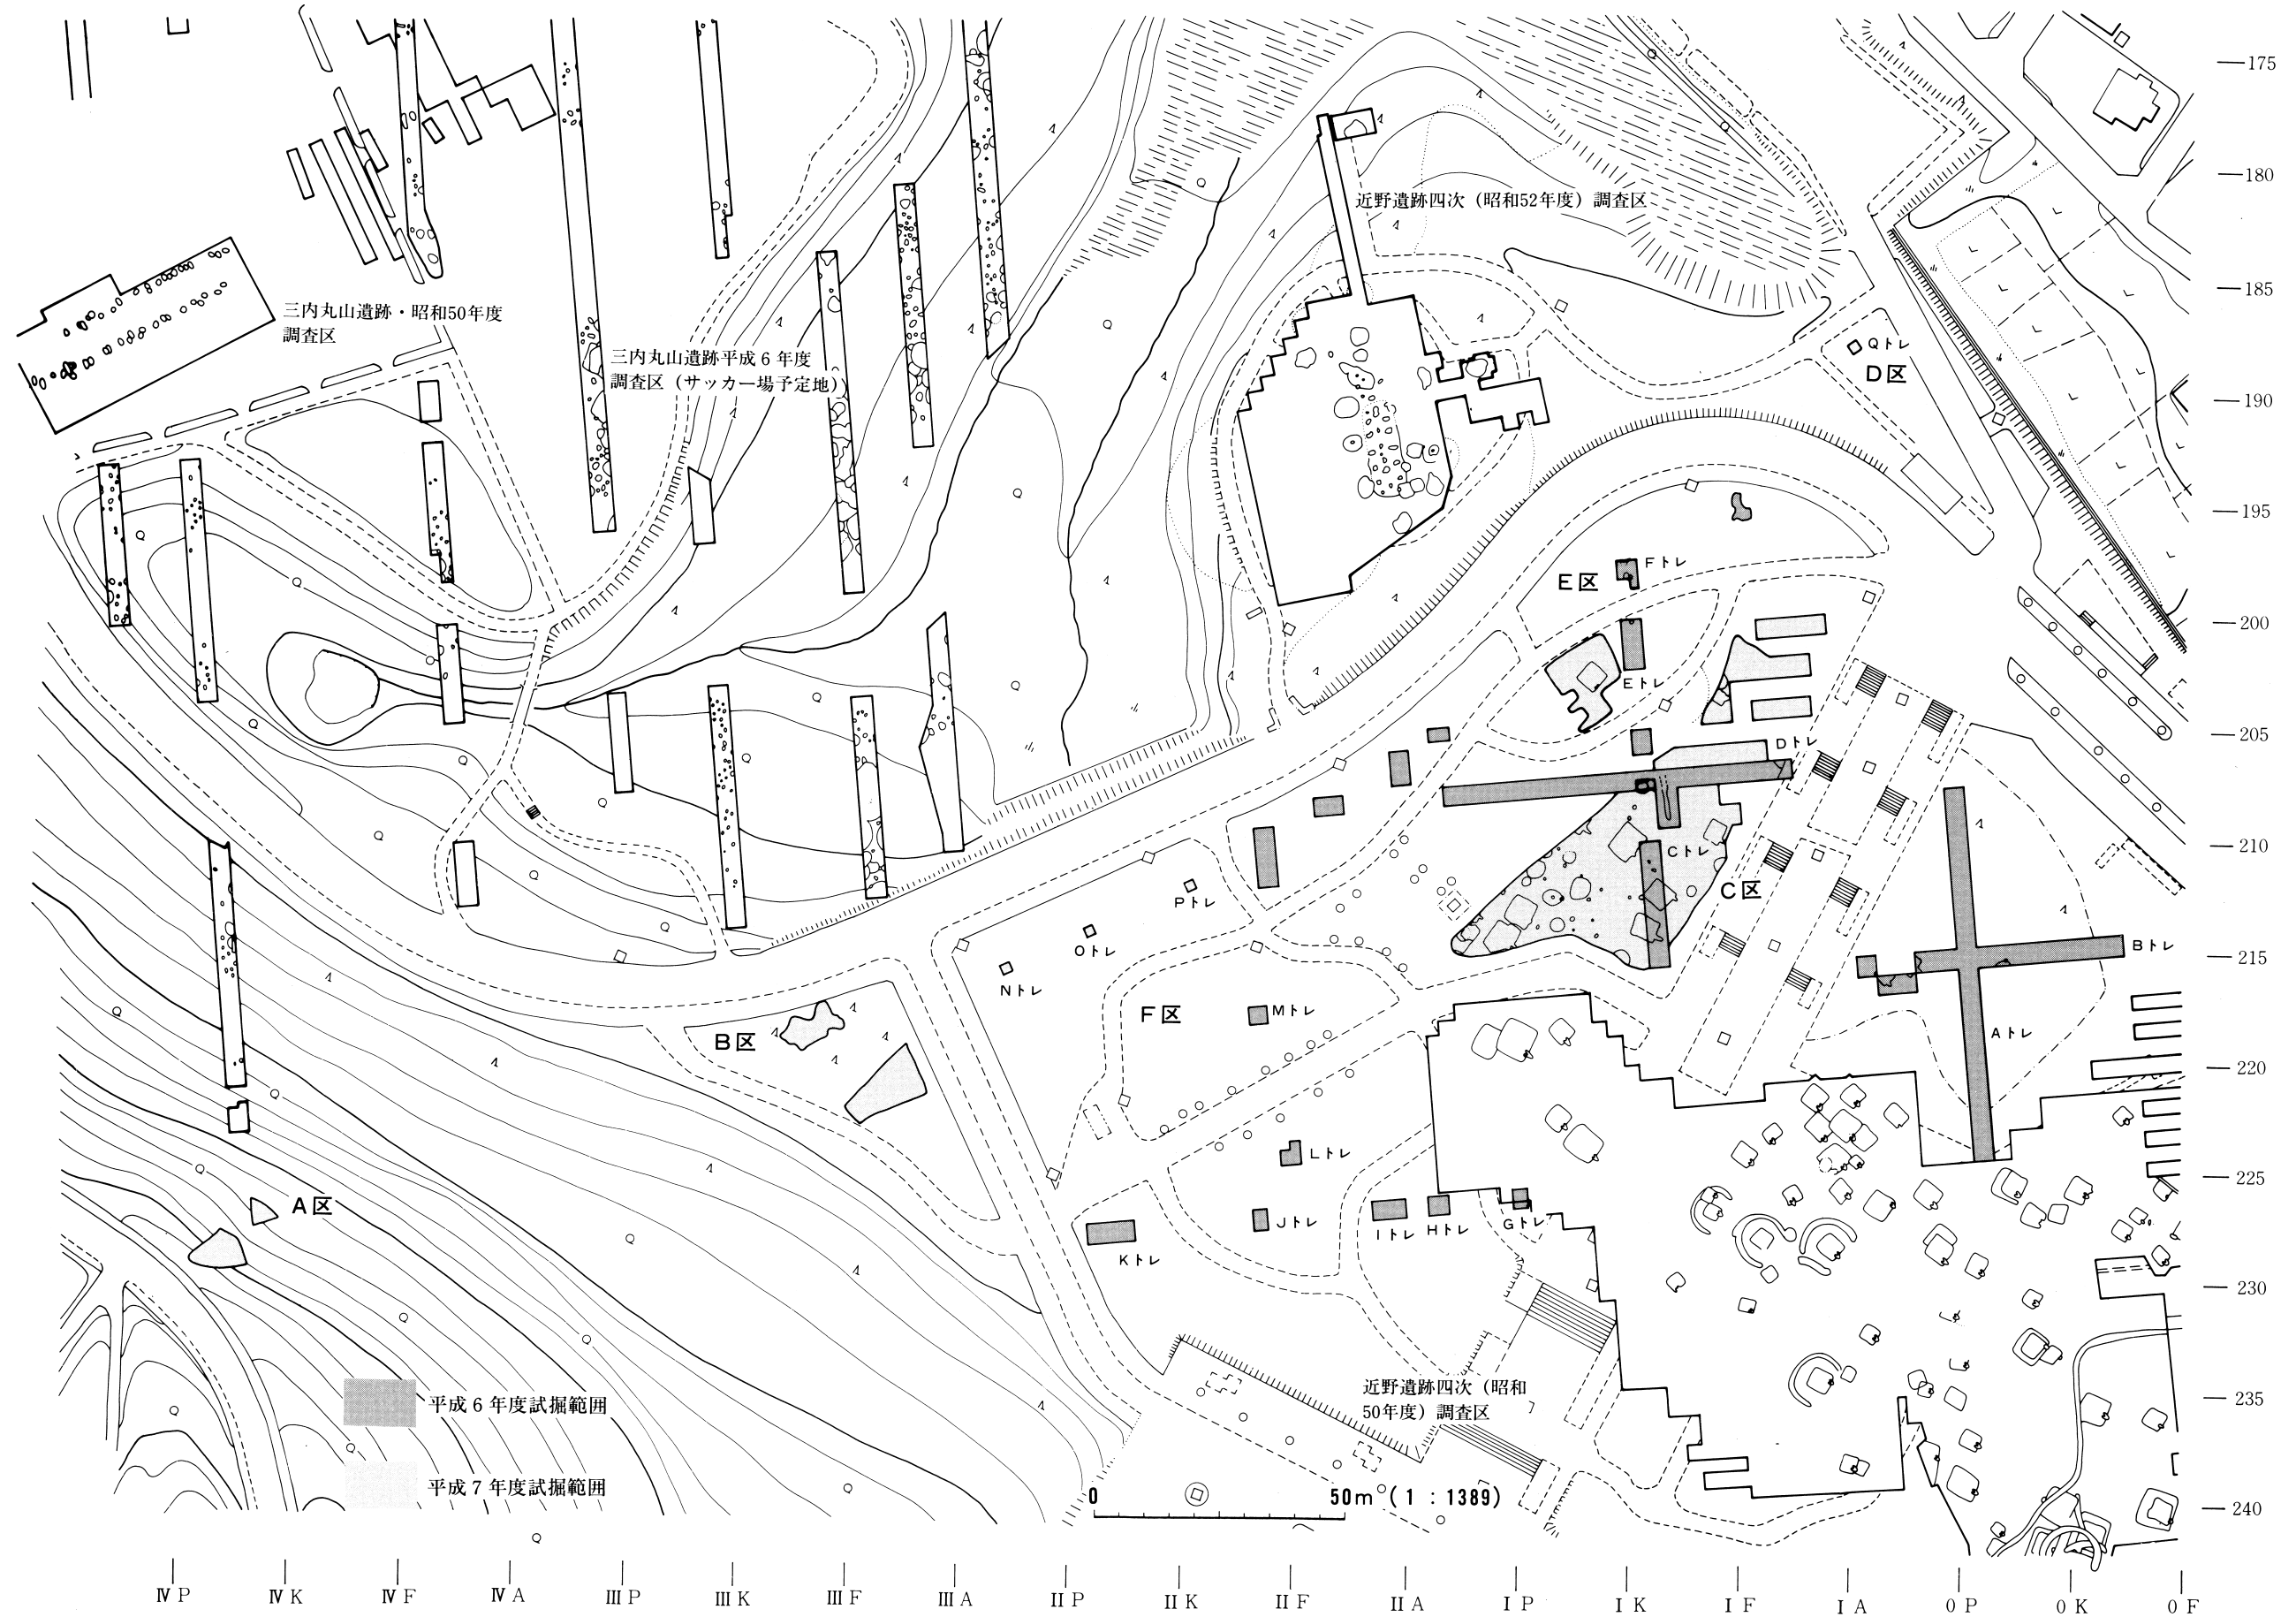 175
180
近野遺跡四次（昭和52年度）調査区
185
三内丸山遺跡・昭和50年度
調査区
三内丸山遺跡平成６年度
調査区（サッカー場予定地）
Qトレ
D区
190
195
E区
Fトレ
200
Eトレ
205
Dトレ
210
Cトレ
C区
Pトレ
Oトレ
Nトレ
215
Bトレ
F区
Mトレ
B区
Aトレ
220
Lトレ
225
A区
Kトレ
Jトレ
Iトレ
Hトレ
Gトレ
230
235
近野遺跡四次（昭和
50年度）調査区
平成６年度試掘範囲
平成７年度試掘範囲
0 50m（1：1389）
240
ⅣP ⅣK ⅣF ⅣA ⅢP ⅢK ⅢF ⅢA ⅡP ⅡK ⅡF ⅡA ⅠP ⅠK ⅠF ⅠA 0P 0K 0F